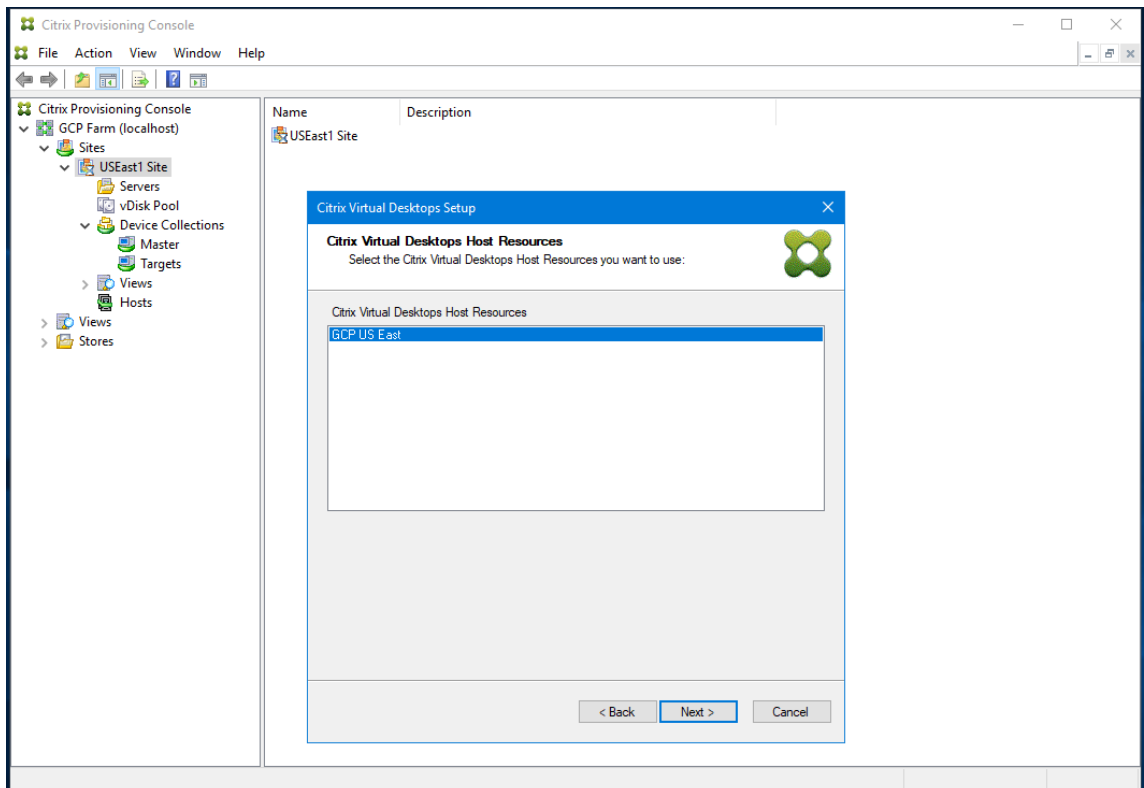 Citrix Provisioning Console
File Action View Window Help
Citrix Provisioning Console
GCP Farm (localhost)
Sites
USEast1 Site
Servers
vDisk Pool
Device Collections
Master
Targets
Views
Hosts
Views
Stores
Name Description
USEast1 Site
Citrix Virtual Desktops Setup
Citrix Virtual Desktops Host Resources
Select the Citrix Virtual Desktops Host Resources you want to use:
Citrix Virtual Desktops Host Resources
GCP US East
< Back Next > Cancel